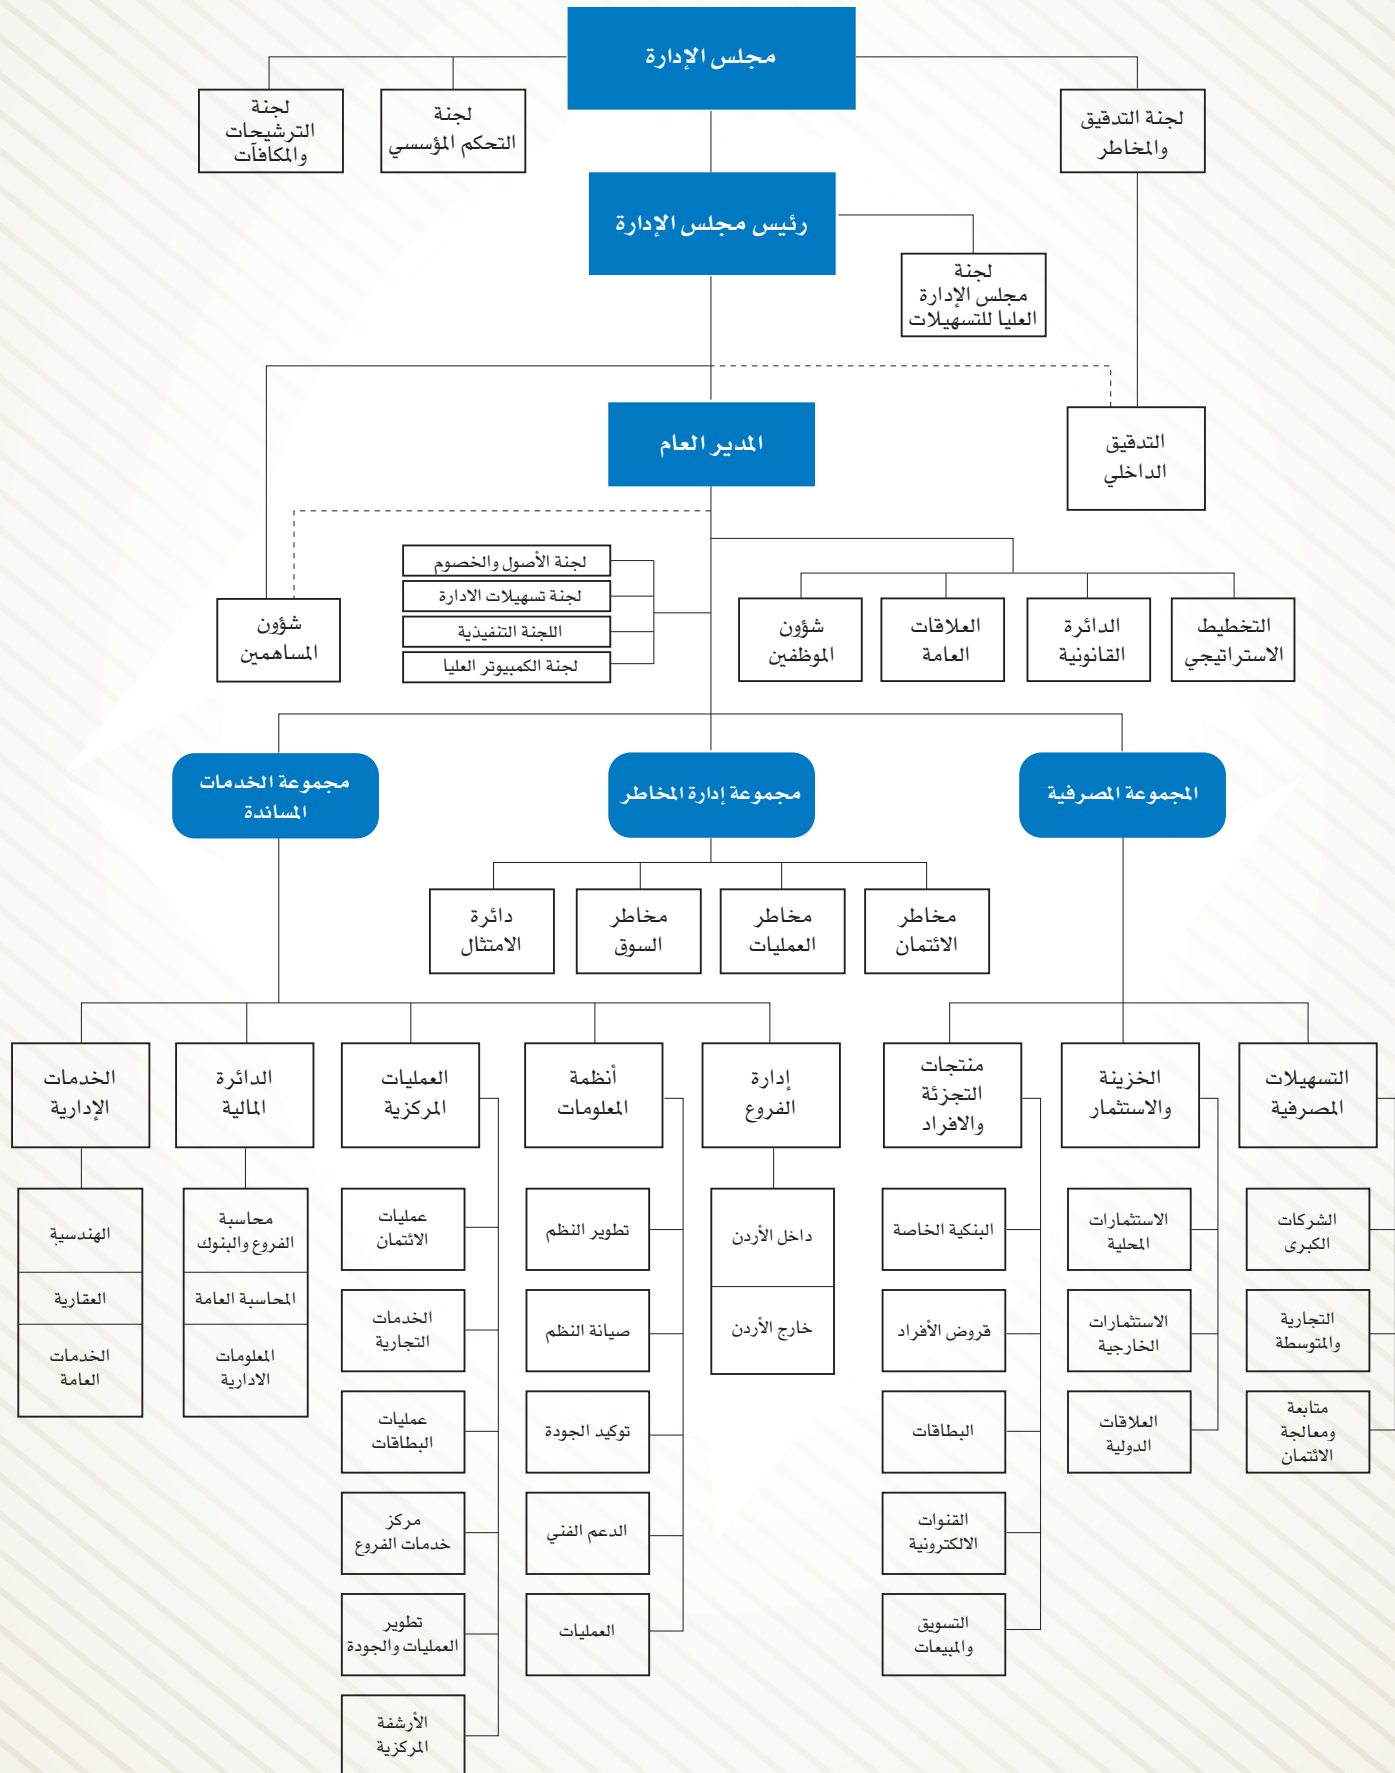 مجلس الإدارة
لجنة التدقيق
والمخاطر
لجنة
التحكم المؤسسي
لجنة
الترشيحات
والمكافآت
رئيس مجلس الإدارة
لجنة
مجلس الإدارة
العليا للتسهيلات
المدير العام
التدقيق
الداخلي
لجنة الأصول والخصوم
لجنة تسهيلات الادارة
اللجنة التنفيذية
لجنة الكمبيوتر العليا
التخطيط
الاستراتيجي
الدائرة
القانونية
العلاقات
العامة
شؤون
الموظفين
شؤون
المساهمين
المجموعة المصرفية
مجموعة إدارة المخاطر
مجموعة الخدمات
المساندة
مخاطر
الائتمان
مخاطر
العمليات
مخاطر
السوق
دائرة
الامتثال
التسهيلات
المصرفية
الخزينة
والاستثمار
منتجات
التجزئة
والافراد
إدارة
الفروع
أنظمة
المعلومات
العمليات
المركزية
الدائرة
المالية
الخدمات
الإدارية
الشركات
الكبرى
التجارية
والمتوسطة
متابعة
ومعالجة
الائتمان
الاستثمارات
المحلية
الاستثمارات
الخارجية
العلاقات
الدولية
البنكية الخاصة
قروض الأفراد
البطاقات
القنوات
الالكترونية
التسويق
والمبيعات
داخل الأردن
خارج الأردن
تطوير النظم
صيانة النظم
توكيد الجودة
الدعم الفني
العمليات
عمليات
الائتمان
الخدمات
التجارية
عمليات
البطاقات
مركز
خدمات الفروع
تطوير
العمليات والجودة
الأرشفة
المركزية
محاسبة
الفروع والبنوك
المحاسبة العامة
المعلومات
الادارية
الهندسية
العقارية
الخدمات
العامة